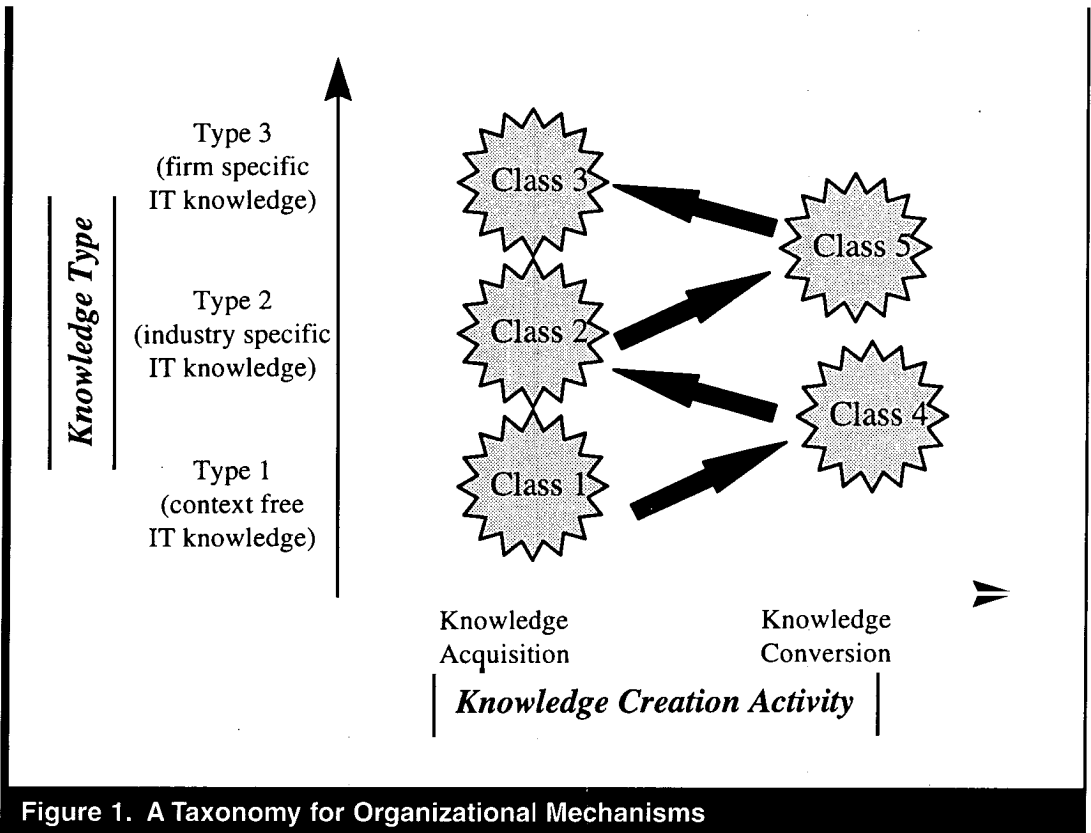 Knowledge Type
Type 3
(firm specific
IT knowledge)
Type 2
(industry specific
IT knowledge)
Type 1
(context free
IT knowledge)
Class 3
Class 5
Class 2
Class 4
Class 1
Knowledge
Acquisition
Knowledge
Conversion
Knowledge Creation Activity
Figure 1. A Taxonomy for Organizational Mechanisms